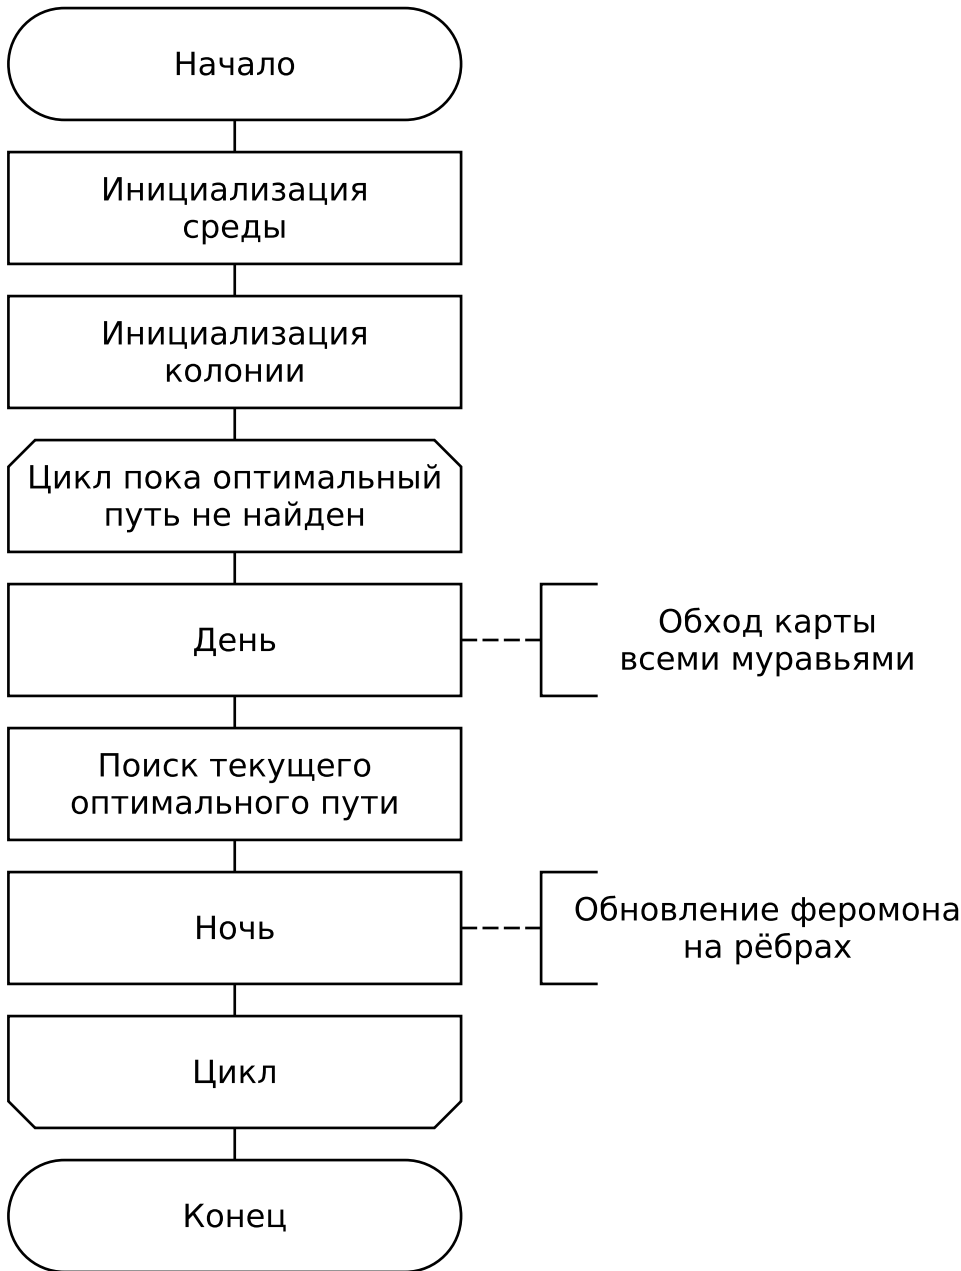 Начало
Инициализация
среды
Инициализация
колонии
Цикл пока оптимальный
путь не найден
День
Обход карты
всеми муравьями
Поиск текущего
оптимального пути
Ночь
Обновление феромона
на рёбрах
Цикл
Конец